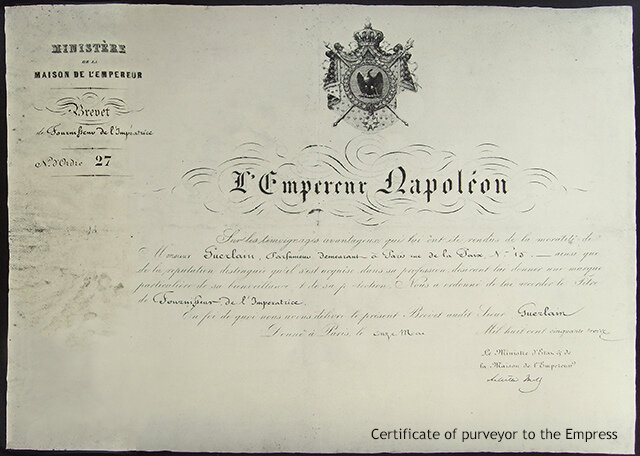 MINISTÈRE
DE LA
MAISON DE L'EMPEREUR
Brevet
de Fournisseur de l'Impératrice
No. d'Ordre 27
L'Empereur Napoléon
Sur les témoignages avantageux qui lui ont été rendus de la moralité de
Monsieur Guerlain, Parfumeur demeurant à Paris rue de la Paix No. 15. ainsi que
de la réputation distinguée qu'il s'est acquise dans sa profession, désirant lui donner une marque
particulière de sa bienveillance & de sa protection. Nous a ordonné de lui accorder le Titre
de Fournisseur de l'Impératrice.
En foi de quoi nous avons délivré le présent Brevet audit Sieur Guerlain
Donné à Paris, le onze Mai Mil huit cent cinquante
Le Ministre d'Etat & de
la Maison de l'Empereur
Certificate of purveyor to the Empress